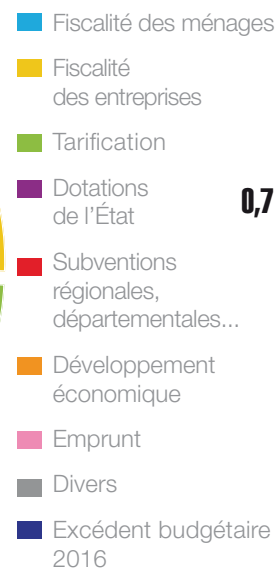 Fiscalité des ménages
Fiscalité
des entreprises
Tarification
Dotations
de l’État
0,7
Subventions
régionales,
départementales...
Développement
économique
Emprunt
Divers
Excédent budgétaire
2016